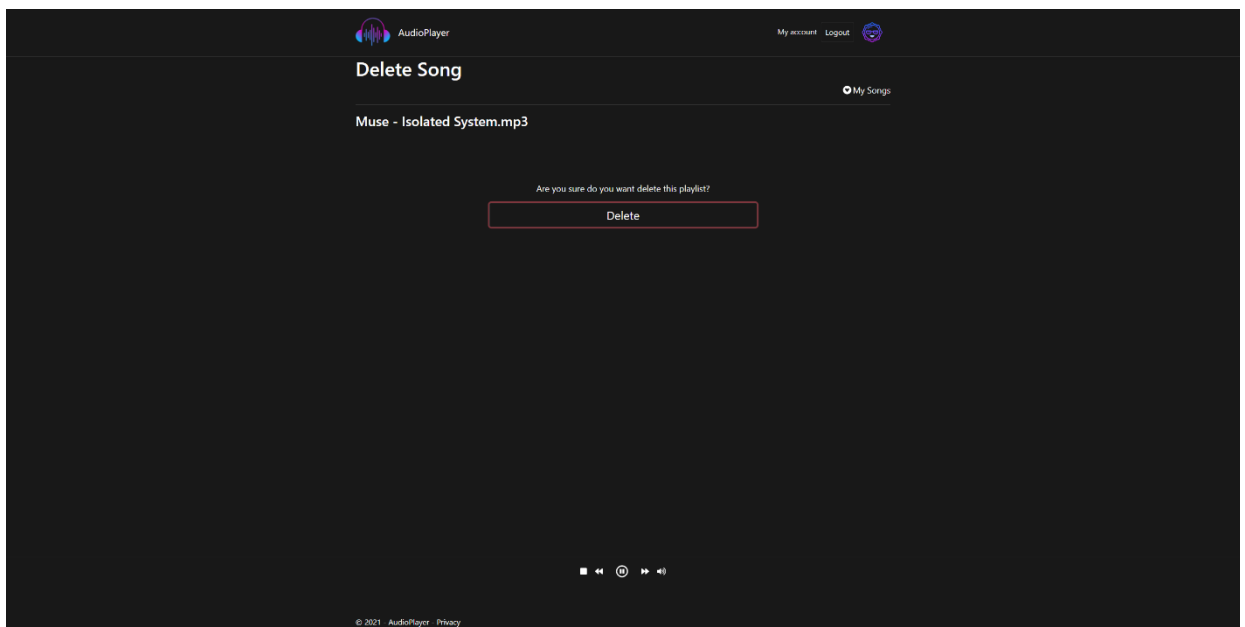 AudioPlayer
My account Logout
Delete Song
My Songs
Muse - Isolated System.mp3
Are you sure do you want delete this playlist?
Delete
© 2021 - AudioPlayer - Privacy